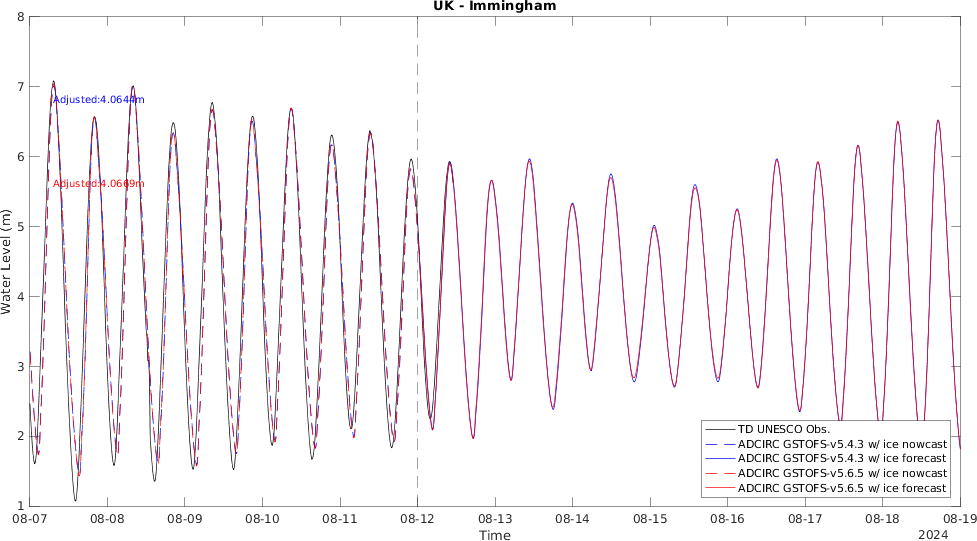 UK - Immingham
8
7
6
5
4
3
2
1
Water Level (m)
Adjusted:4.0644m
Adjusted:4.0669m
TD UNESCO Obs.
ADCIRC GSTOFS-v5.4.3 w/ ice nowcast
ADCIRC GSTOFS-v5.4.3 w/ ice forecast
ADCIRC GSTOFS-v5.6.5 w/ ice nowcast
ADCIRC GSTOFS-v5.6.5 w/ ice forecast
08-07 08-08 08-09 08-10 08-11 08-12 08-13 08-14 08-15 08-16 08-17 08-18 08-19
Time
2024